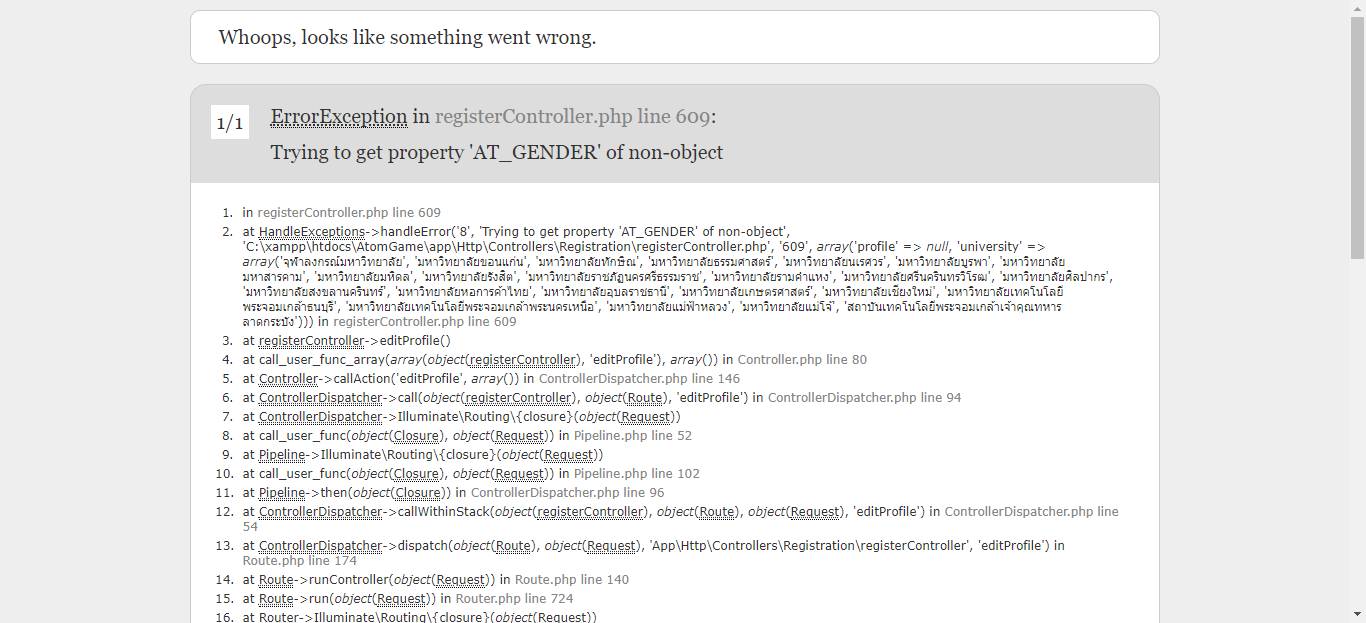 Whoops, looks like something went wrong.
1/1
ErrorException in registerController.php line 609:
Trying to get property 'AT_GENDER' of non-object
1. in registerController.php line 609
2. at HandleExceptions->handleError('8', 'Trying to get property 'AT_GENDER' of non-object',
'C:\xampp\htdocs\AtomGame\app\Http\Controllers\Registration\registerController.php', '609', array('profile' => null, 'university' =>
array('จุฬาลงกรณ์มหาวิทยาลัย', 'มหาวิทยาลัยขอนแก่น', 'มหาวิทยาลัยทักษิณ', 'มหาวิทยาลัยธรรมศาสตร์', 'มหาวิทยาลัยนเรศวร', 'มหาวิทยาลัยบูรพา', 'มหาวิทยาลัย
มหาสารคาม', 'มหาวิทยาลัยมหิดล', 'มหาวิทยาลัยรังสิต', 'มหาวิทยาลัยราชภัฏนครศรีธรรมราช', 'มหาวิทยาลัยรามคำแหง', 'มหาวิทยาลัยศรีนครินทรวิโรฒ', 'มหาวิทยาลัยศิลปากร',
'มหาวิทยาลัยสงขลานครินทร์', 'มหาวิทยาลัยหอการค้าไทย', 'มหาวิทยาลัยอุบลราชธานี', 'มหาวิทยาลัยเกษตรศาสตร์', 'มหาวิทยาลัยเชียงใหม่', 'มหาวิทยาลัยเทคโนโลยี
พระจอมเกล้าธนบุรี', 'มหาวิทยาลัยเทคโนโลยีพระจอมเกล้าพระนครเหนือ', 'มหาวิทยาลัยแม่ฟ้าหลวง', 'มหาวิทยาลัยแม่โจ้', 'สถาบันเทคโนโลยีพระจอมเกล้าเจ้าคุณทหาร
ลาดกระบัง'))) in registerController.php line 609
3. at registerController->editProfile()
4. at call_user_func_array(array(object(registerController), 'editProfile'), array()) in Controller.php line 80
5. at Controller->callAction('editProfile', array()) in ControllerDispatcher.php line 146
6. at ControllerDispatcher->call(object(registerController), object(Route), 'editProfile') in ControllerDispatcher.php line 94
7. at ControllerDispatcher->Illuminate\Routing\{closure}(object(Request))
8. at call_user_func(object(Closure), object(Request)) in Pipeline.php line 52
9. at Pipeline->Illuminate\Routing\{closure}(object(Request))
10. at call_user_func(object(Closure), object(Request)) in Pipeline.php line 102
11. at Pipeline->then(object(Closure)) in ControllerDispatcher.php line 96
12. at ControllerDispatcher->callWithinStack(object(registerController), object(Route), object(Request), 'editProfile') in ControllerDispatcher.php line
54
13. at ControllerDispatcher->dispatch(object(Route), object(Request), 'App\Http\Controllers\Registration\registerController', 'editProfile') in
Route.php line 174
14. at Route->runController(object(Request)) in Route.php line 140
15. at Route->run(object(Request)) in Router.php line 724
16. at Router->Illuminate\Routing\{closure}(object(Request))